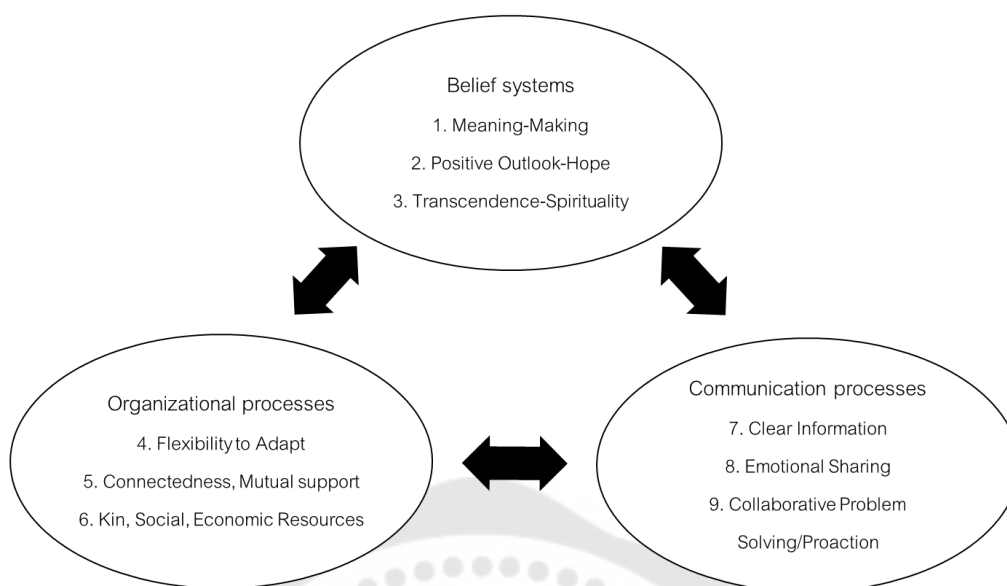 Belief systems
1. Meaning-Making
2. Positive Outlook-Hope
3. Transcendence-Spirituality
Organizational processes
4. Flexibility to Adapt
5. Connectedness, Mutual support
6. Kin, Social, Economic Resources
Communication processes
7. Clear Information
8. Emotional Sharing
9. Collaborative Problem
Solving/Proaction